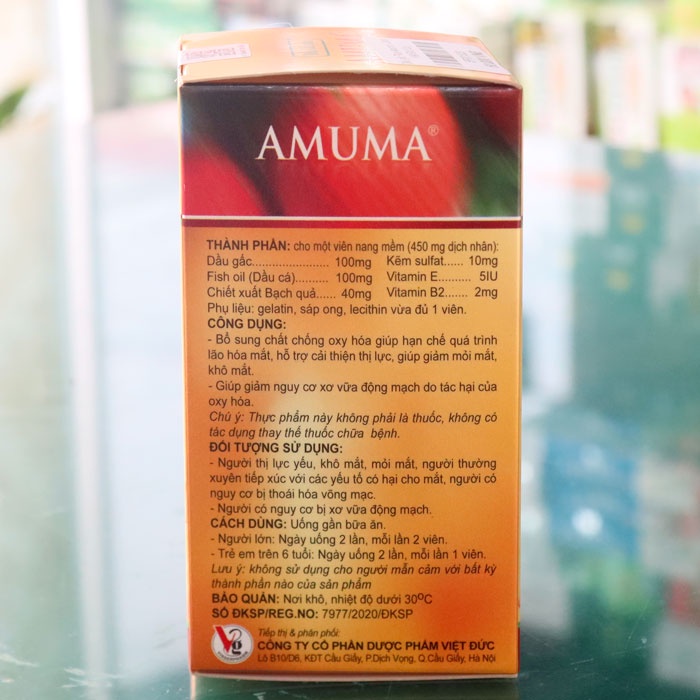 AMUMA®
THÀNH PHẦN: cho một viên nang mềm (450 mg dịch nhân):
Dầu gấc...................... 100mg Kẽm sulfat...... 10mg
Fish oil (Dầu cá).......... 100mg Vitamin E.......... 5IU
Chiết xuất Bạch quả...... 40mg Vitamin B2....... 2mg
Phụ liệu: gelatin, sáp ong, lecithin vừa đủ 1 viên.
CÔNG DỤNG:
- Bổ sung chất chống oxy hóa giúp hạn chế quá trình
lão hóa mắt, hỗ trợ cải thiện thị lực, giúp giảm mỏi mắt,
khô mắt.
- Giúp giảm nguy cơ xơ vữa động mạch do tác hại của
oxy hóa.
Chú ý: Thực phẩm này không phải là thuốc, không có
tác dụng thay thế thuốc chữa bệnh.
ĐỐI TƯỢNG SỬ DỤNG:
- Người thị lực yếu, khô mắt, mỏi mắt, người thường
xuyên tiếp xúc với các yếu tố có hại cho mắt, người có
nguy cơ bị thoái hóa võng mạc.
- Người có nguy cơ bị xơ vữa động mạch.
CÁCH DÙNG: Uống gần bữa ăn.
- Người lớn: Ngày uống 2 lần, mỗi lần 2 viên.
- Trẻ em trên 6 tuổi: Ngày uống 2 lần, mỗi lần 1 viên.
Lưu ý: không sử dụng cho người mẫn cảm với bất kỳ
thành phần nào của sản phẩm
BẢO QUẢN: Nơi khô, nhiệt độ dưới 30ºC
SỐ ĐKSP/REG.NO: 7977/2020/ĐKSP
Tiếp thị & phân phối:
CÔNG TY CỔ PHẦN DƯỢC PHẨM VIỆT ĐỨC
Lô B10/D6, KĐT Cầu Giấy, P.Dịch Vọng, Q.Cầu Giấy, Hà Nội